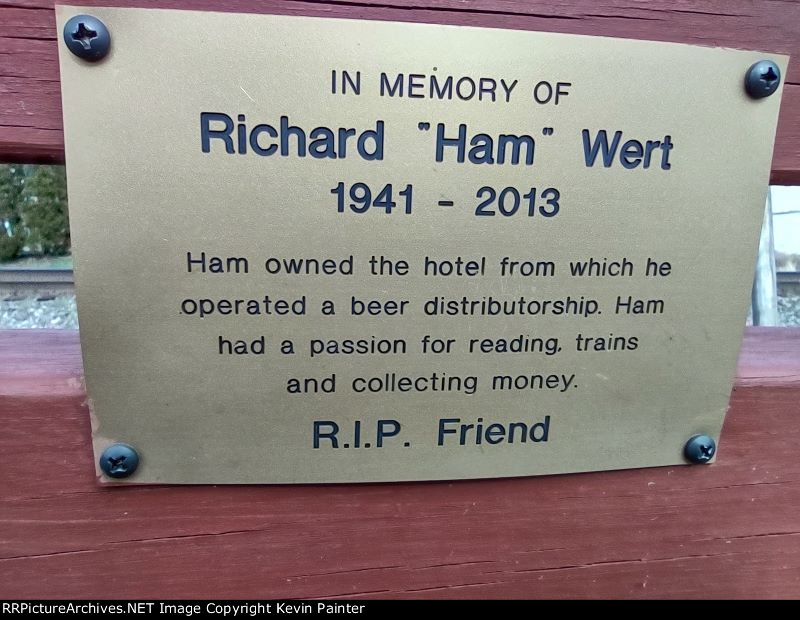 IN MEMORY OF
Richard "Ham" Wert
1941 - 2013
Ham owned the hotel from which he
operated a beer distributorship. Ham
had a passion for reading, trains
and collecting money.
R.I.P. Friend
RRPictureArchives.NET Image Copyright Kevin Painter